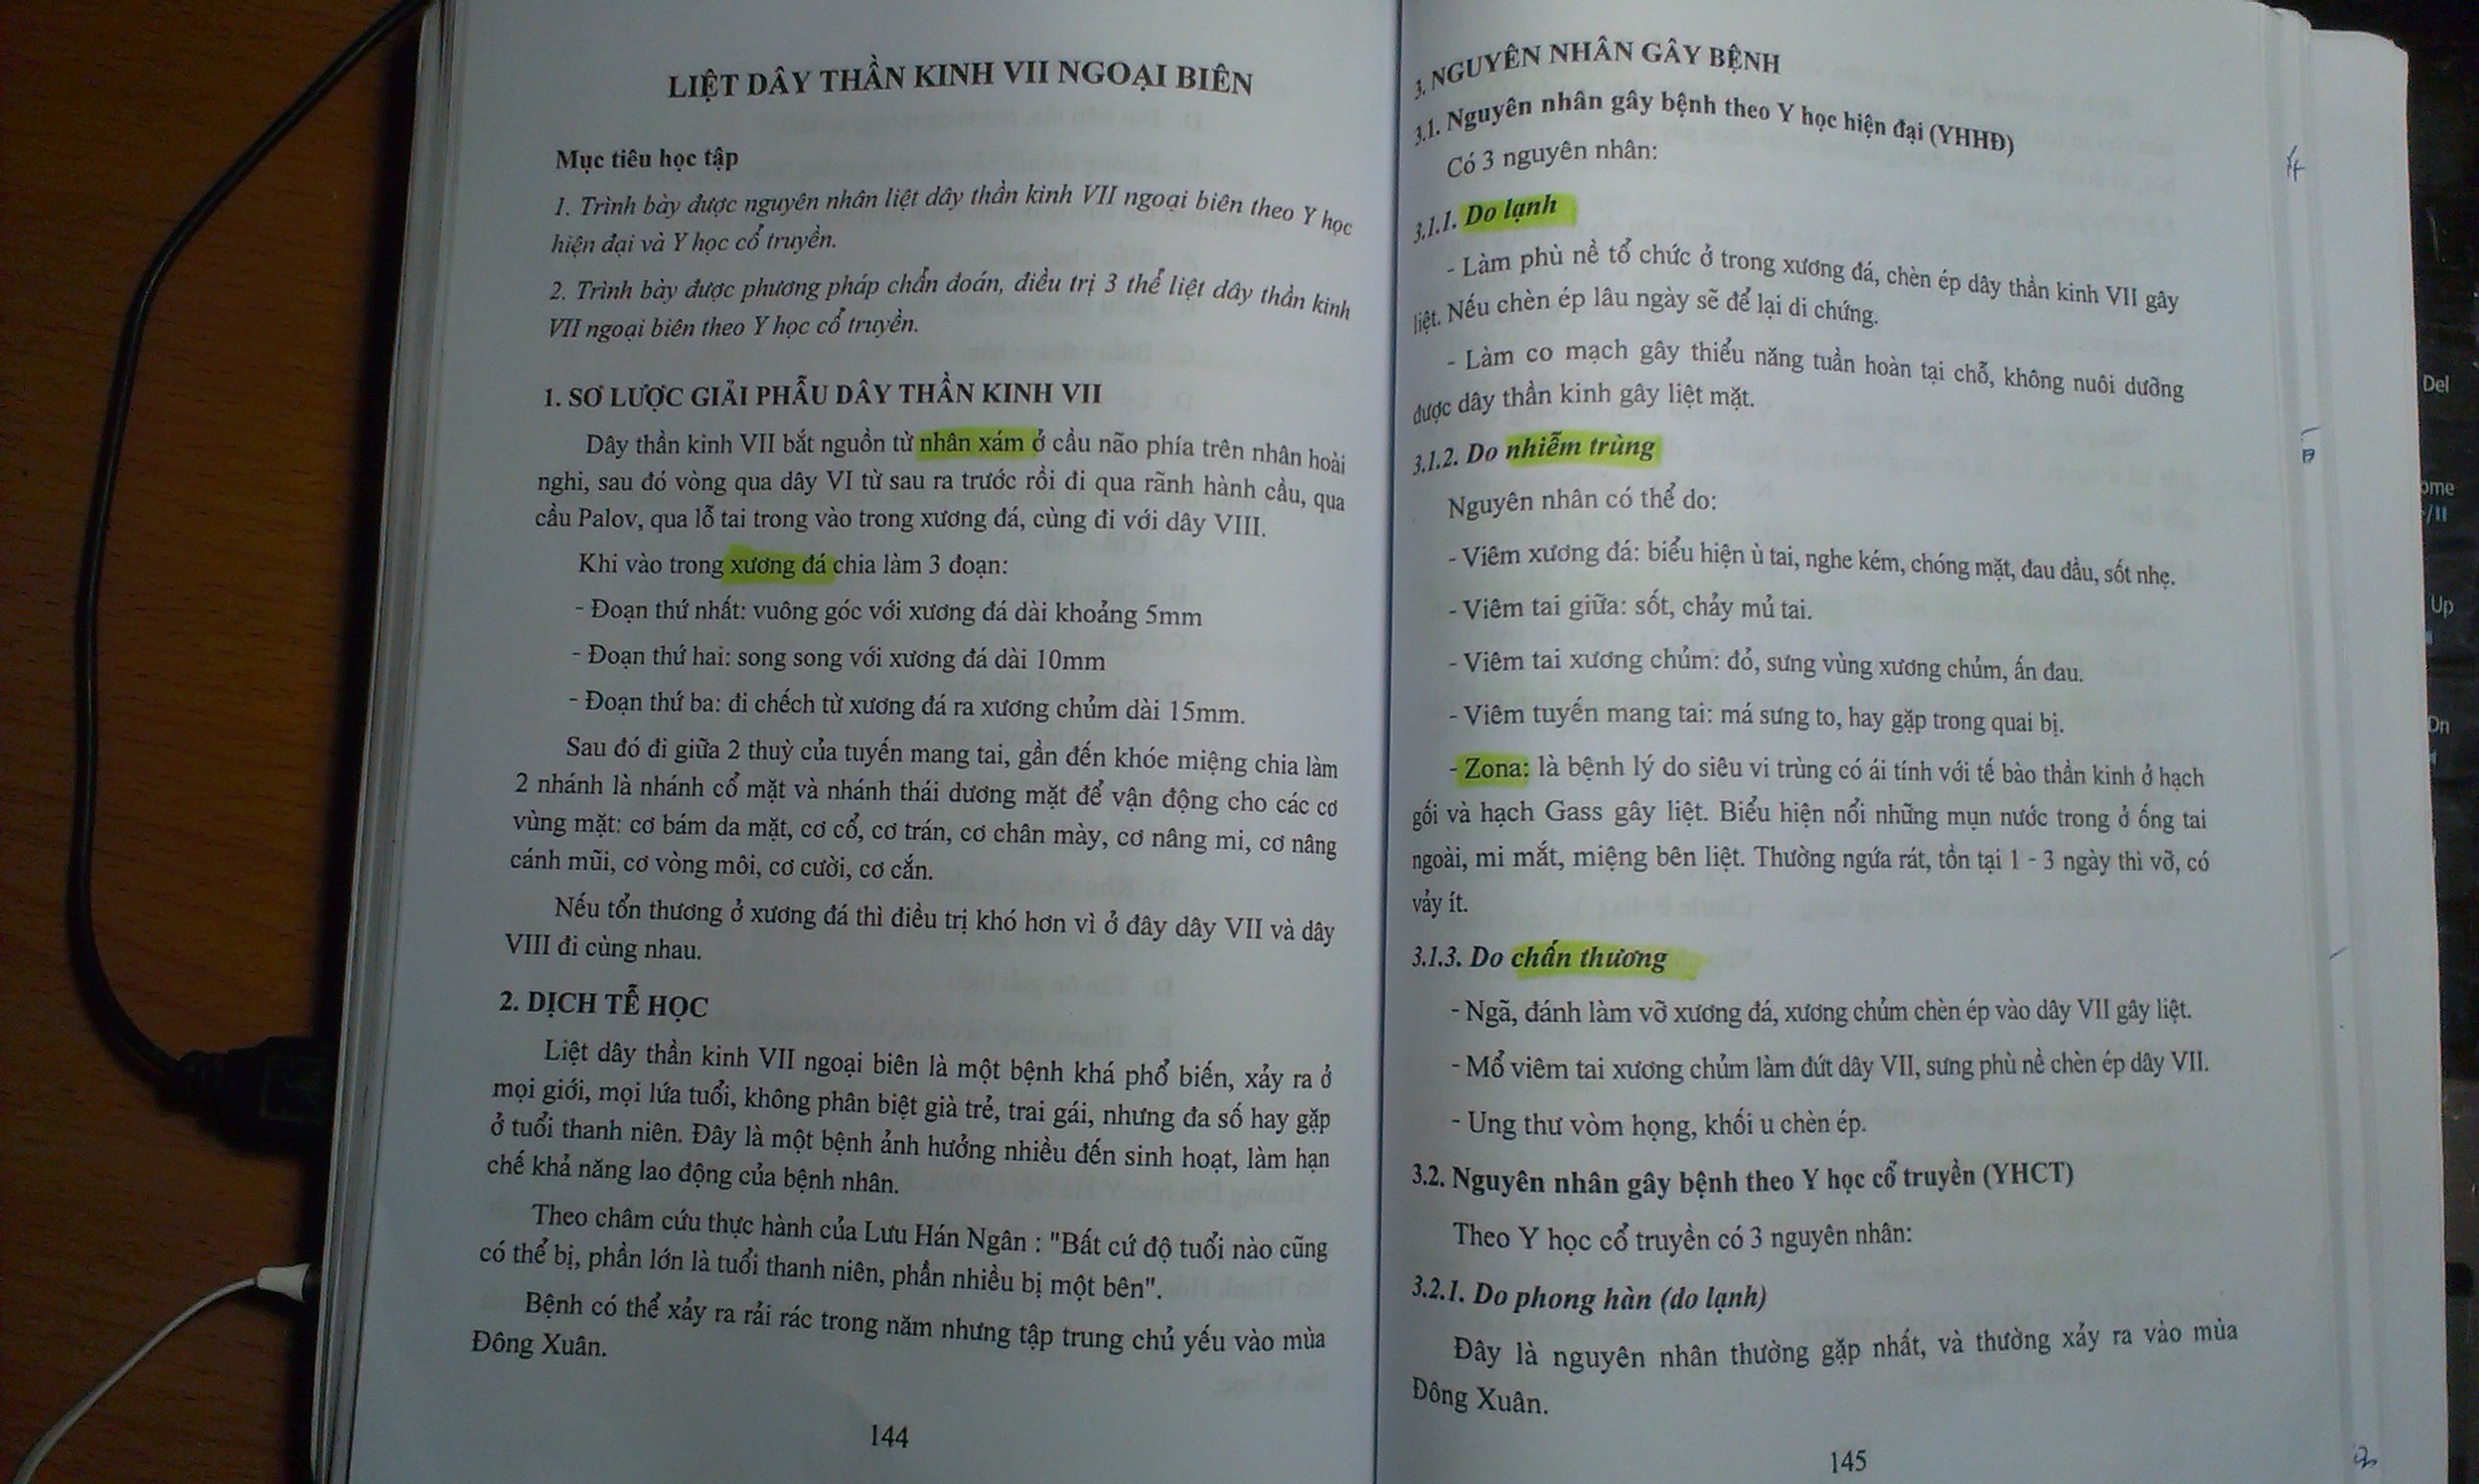 LIỆT DÂY THẦN KINH VII NGOẠI BIÊN
Mục tiêu học tập
1. Trình bày được nguyên nhân liệt dây thần kinh VII ngoại biên theo Y học
hiện đại và Y học cổ truyền.
2. Trình bày được phương pháp chẩn đoán, điều trị 3 thể liệt dây thần kinh
VII ngoại biên theo Y học cổ truyền.
1. SƠ LƯỢC GIẢI PHẪU DÂY THẦN KINH VII
Dây thần kinh VII bắt nguồn từ nhân xám ở cầu não phía trên nhân hoài
nghi, sau đó vòng qua dây VI từ sau ra trước rồi đi qua rãnh hành cầu, qua
cầu Palov, qua lỗ tai trong vào trong xương đá, cùng đi với dây VIII.
Khi vào trong xương đá chia làm 3 đoạn:
- Đoạn thứ nhất: vuông góc với xương đá dài khoảng 5mm
- Đoạn thứ hai: song song với xương đá dài 10mm
- Đoạn thứ ba: đi chếch từ xương đá ra xương chủm dài 15mm.
Sau đó đi giữa 2 thuỳ của tuyến mang tai, gần đến khóe miệng chia làm
2 nhánh là nhánh cổ mặt và nhánh thái dương mặt để vận động cho các cơ
vùng mặt: cơ bám da mặt, cơ cổ, cơ trán, cơ chân mày, cơ nâng mi, cơ nâng
cánh mũi, cơ vòng môi, cơ cười, cơ cắn.
Nếu tổn thương ở xương đá thì điều trị khó hơn vì ở đây dây VII và dây
VIII đi cùng nhau.
2. DỊCH TỄ HỌC
Liệt dây thần kinh VII ngoại biên là một bệnh khá phổ biến, xảy ra ở
mọi giới, mọi lứa tuổi, không phân biệt già trẻ, trai gái, nhưng đa số hay gặp
ở tuổi thanh niên. Đây là một bệnh ảnh hưởng nhiều đến sinh hoạt, làm hạn
chế khả năng lao động của bệnh nhân.
Theo châm cứu thực hành của Lưu Hán Ngân : "Bất cứ độ tuổi nào cũng
có thể bị, phần lớn là tuổi thanh niên, phần nhiều bị một bên".
Bệnh có thể xảy ra rải rác trong năm nhưng tập trung chủ yếu vào mùa
Đông Xuân.
144
3. NGUYÊN NHÂN GÂY BỆNH
3.1. Nguyên nhân gây bệnh theo Y học hiện đại (YHHĐ)
Có 3 nguyên nhân:
3.1.1. Do lạnh
- Làm phù nề tổ chức ở trong xương đá, chèn ép dây thần kinh VII gây
liệt. Nếu chèn ép lâu ngày sẽ để lại di chứng.
- Làm co mạch gây thiểu năng tuần hoàn tại chỗ, không nuôi dưỡng
được dây thần kinh gây liệt mặt.
3.1.2. Do nhiễm trùng
Nguyên nhân có thể do:
- Viêm xương đá: biểu hiện ù tai, nghe kém, chóng mặt, đau đầu, sốt nhẹ.
- Viêm tai giữa: sốt, chảy mủ tai.
- Viêm tai xương chủm: đỏ, sưng vùng xương chủm, ấn đau.
- Viêm tuyến mang tai: má sưng to, hay gặp trong quai bị.
- Zona: là bệnh lý do siêu vi trùng có ái tính với tế bào thần kinh ở hạch
gối và hạch Gass gây liệt. Biểu hiện nổi những mụn nước trong ở ống tai
ngoài, mi mắt, miệng bên liệt. Thường ngứa rát, tồn tại 1 - 3 ngày thì vỡ, có
vảy ít.
3.1.3. Do chấn thương
- Ngã, đánh làm vỡ xương đá, xương chủm chèn ép vào dây VII gây liệt.
- Mổ viêm tai xương chủm làm đứt dây VII, sưng phù nề chèn ép dây VII.
- Ung thư vòm họng, khối u chèn ép.
3.2. Nguyên nhân gây bệnh theo Y học cổ truyền (YHCT)
Theo Y học cổ truyền có 3 nguyên nhân:
3.2.1. Do phong hàn (do lạnh)
Đây là nguyên nhân thường gặp nhất, và thường xảy ra vào mùa
Đông Xuân.
145
Del
Up